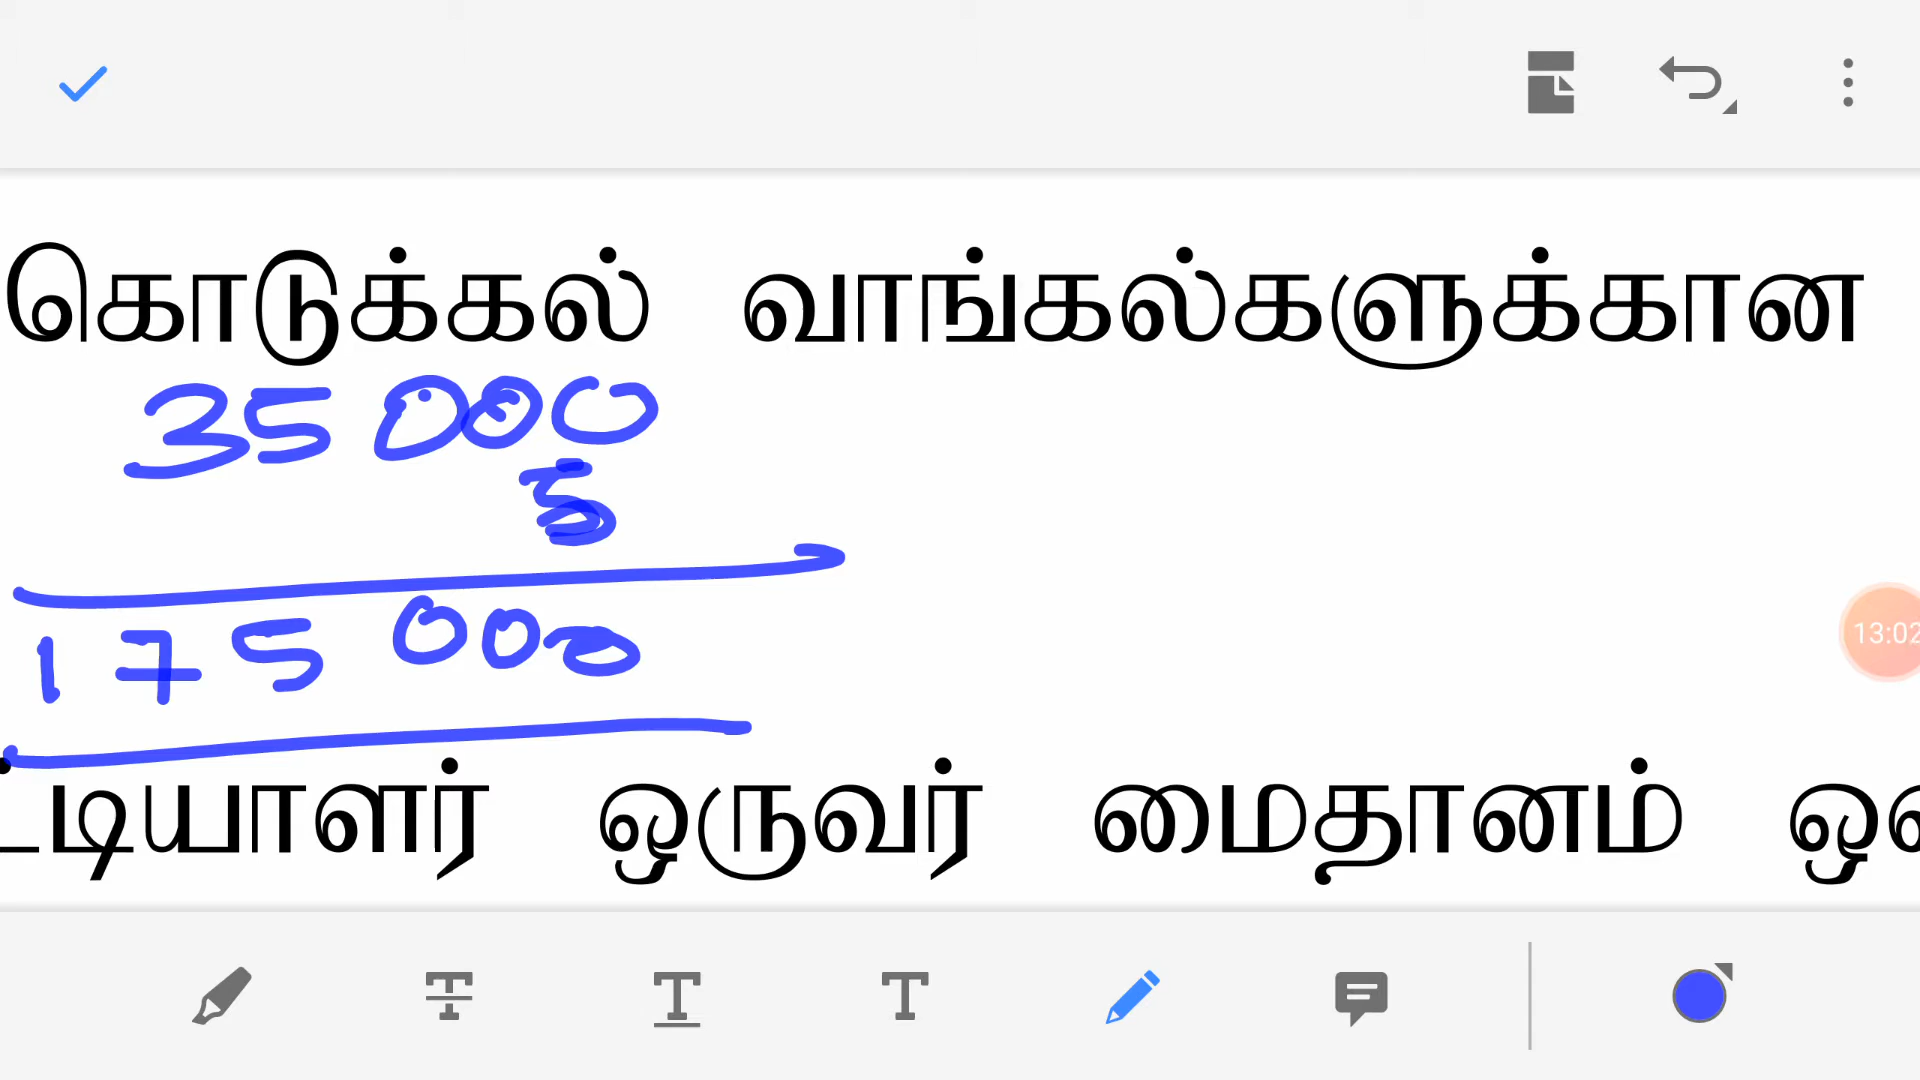 கொடுக்கல் வாங்கல்களுக்கான
35 000
5
175 000
13:02
ட்டியாளர் ஒருவர் மைதானம்